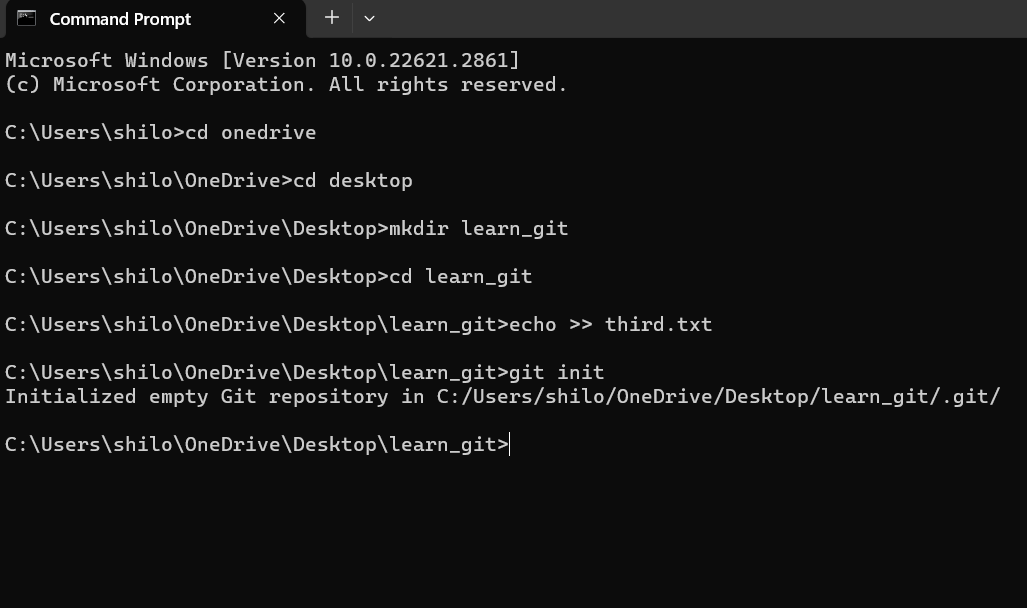 Command Prompt
Microsoft Windows [Version 10.0.22621.2861]
(c) Microsoft Corporation. All rights reserved.
C:\Users\shilo>cd onedrive
C:\Users\shilo\OneDrive>cd desktop
C:\Users\shilo\OneDrive\Desktop>mkdir learn_git
C:\Users\shilo\OneDrive\Desktop>cd learn_git
C:\Users\shilo\OneDrive\Desktop\learn_git>echo >> third.txt
C:\Users\shilo\OneDrive\Desktop\learn_git>git init
Initialized empty Git repository in C:/Users/shilo/OneDrive/Desktop/learn_git/.git/
C:\Users\shilo\OneDrive\Desktop\learn_git>